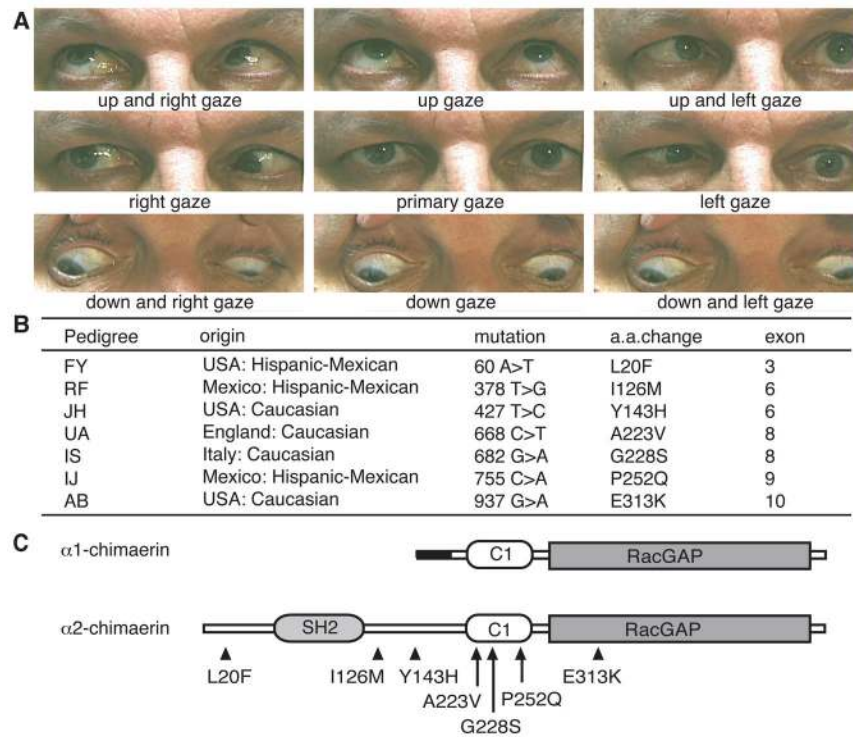 A
up and right gaze up gaze up and left gaze
right gaze primary gaze left gaze
down and right gaze down gaze down and left gaze
B
Pedigree origin mutation a.a.change exon
FY USA: Hispanic-Mexican 60 A>T L20F 3
RF Mexico: Hispanic-Mexican 378 T>G I126M 6
JH USA: Caucasian 427 T>C Y143H 6
UA England: Caucasian 668 C>T A223V 8
IS Italy: Caucasian 682 G>A G228S 8
IJ Mexico: Hispanic-Mexican 755 C>A P252Q 9
AB USA: Caucasian 937 G>A E313K 10
C
α1-chimaerin C1 RacGAP
α2-chimaerin SH2 C1 RacGAP
L20F I126M Y143H A223V G228S P252Q E313K